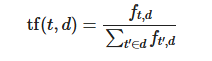 tf(t, d) = f_{t,d} / ∑_{t′∈d} f_{t′,d}